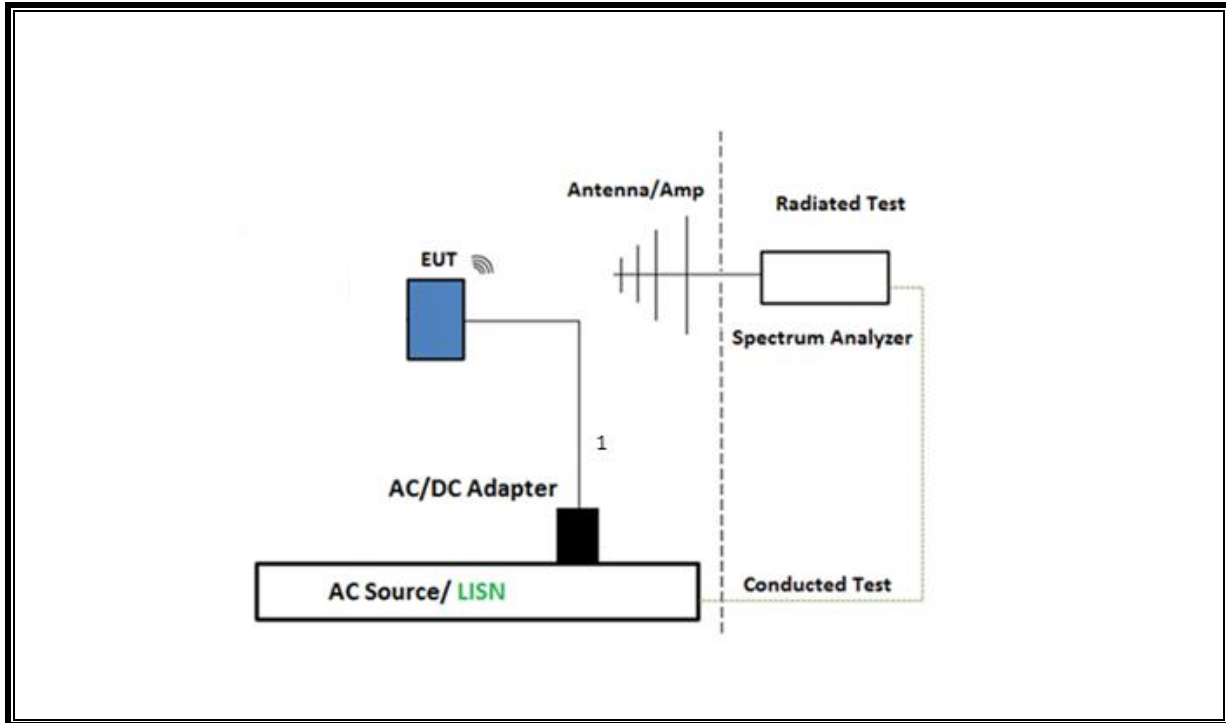 Antenna/Amp
Radiated Test
EUT
Spectrum Analyzer
1
AC/DC Adapter
AC Source/ LISN
Conducted Test